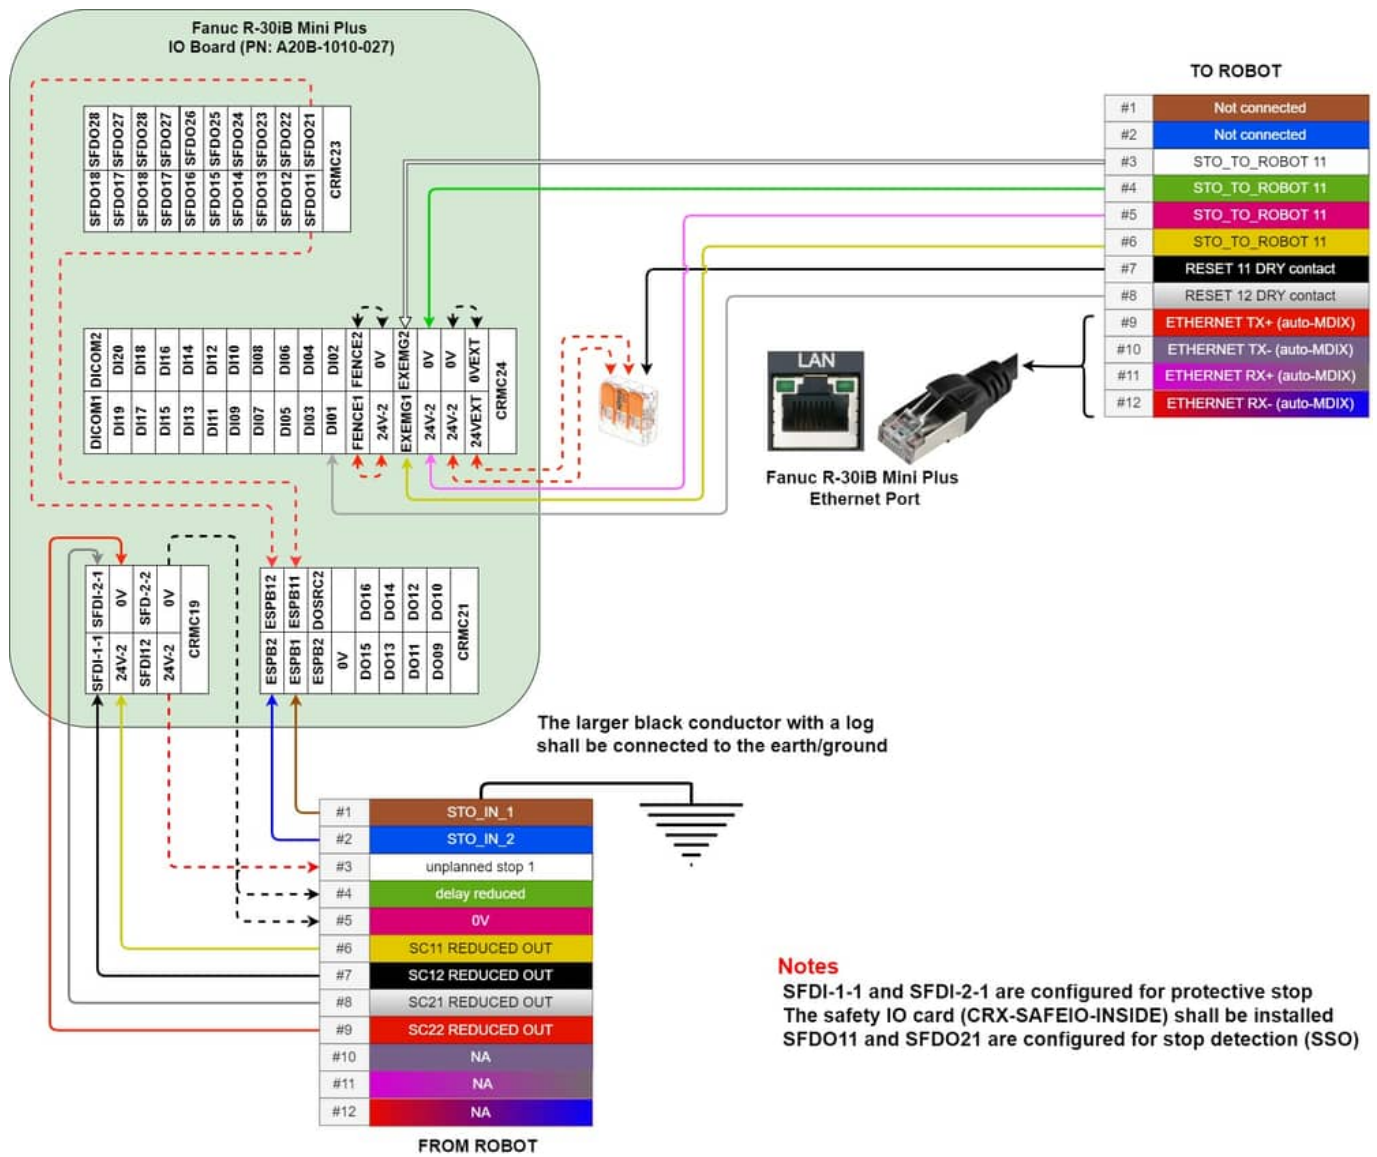 Fanuc R-30iB Mini Plus
IO Board (PN: A20B-1010-027)
TO ROBOT
#1 Not connected
#2 Not connected
#3 STO_TO_ROBOT 11
#4 STO_TO_ROBOT 11
#5 STO_TO_ROBOT 11
#6 STO_TO_ROBOT 11
#7 RESET 11 DRY contact
#8 RESET 12 DRY contact
#9 ETHERNET TX+ (auto-MDIX)
#10 ETHERNET TX- (auto-MDIX)
#11 ETHERNET RX+ (auto-MDIX)
#12 ETHERNET RX- (auto-MDIX)
SFDO28 SFDO27 SFDO28 SFDO27 SFDO26 SFDO25 SFDO24 SFDO23 SFDO22 SFDO21
SFDO18 SFDO17 SFDO18 SFDO17 SFDO16 SFDO15 SFDO14 SFDO13 SFDO12 SFDO11
CRMC23
DICOM2 DI20 DI18 DI16 DI14 DI12 DI10 DI08 DI06 DI04 DI02 FENCE2 0V EXEMG2 0V 0V 0VEXT
DICOM1 DI19 DI17 DI15 DI13 DI11 DI09 DI07 DI05 DI03 DI01 FENCE1 24V-2 EXEMG1 24V-2 24V-2 24VEXT
CRMC24
LAN
Fanuc R-30iB Mini Plus
Ethernet Port
SFDI-2-1 0V SFD-2-2 0V
SFDI-1-1 24V-2 SFDI12 24V-2
CRMC19
ESPB12 ESPB11 DOSRC2 DO16 DO14 DO12 DO10
ESPB2 ESPB1 ESPB2 0V DO15 DO13 DO11 DO09
CRMC21
The larger black conductor with a log
shall be connected to the earth/ground
#1 STO_IN_1
#2 STO_IN_2
#3 unplanned stop 1
#4 delay reduced
#5 0V
#6 SC11 REDUCED OUT
#7 SC12 REDUCED OUT
#8 SC21 REDUCED OUT
#9 SC22 REDUCED OUT
#10 NA
#11 NA
#12 NA
FROM ROBOT
Notes
SFDI-1-1 and SFDI-2-1 are configured for protective stop
The safety IO card (CRX-SAFEIO-INSIDE) shall be installed
SFDO11 and SFDO21 are configured for stop detection (SSO)